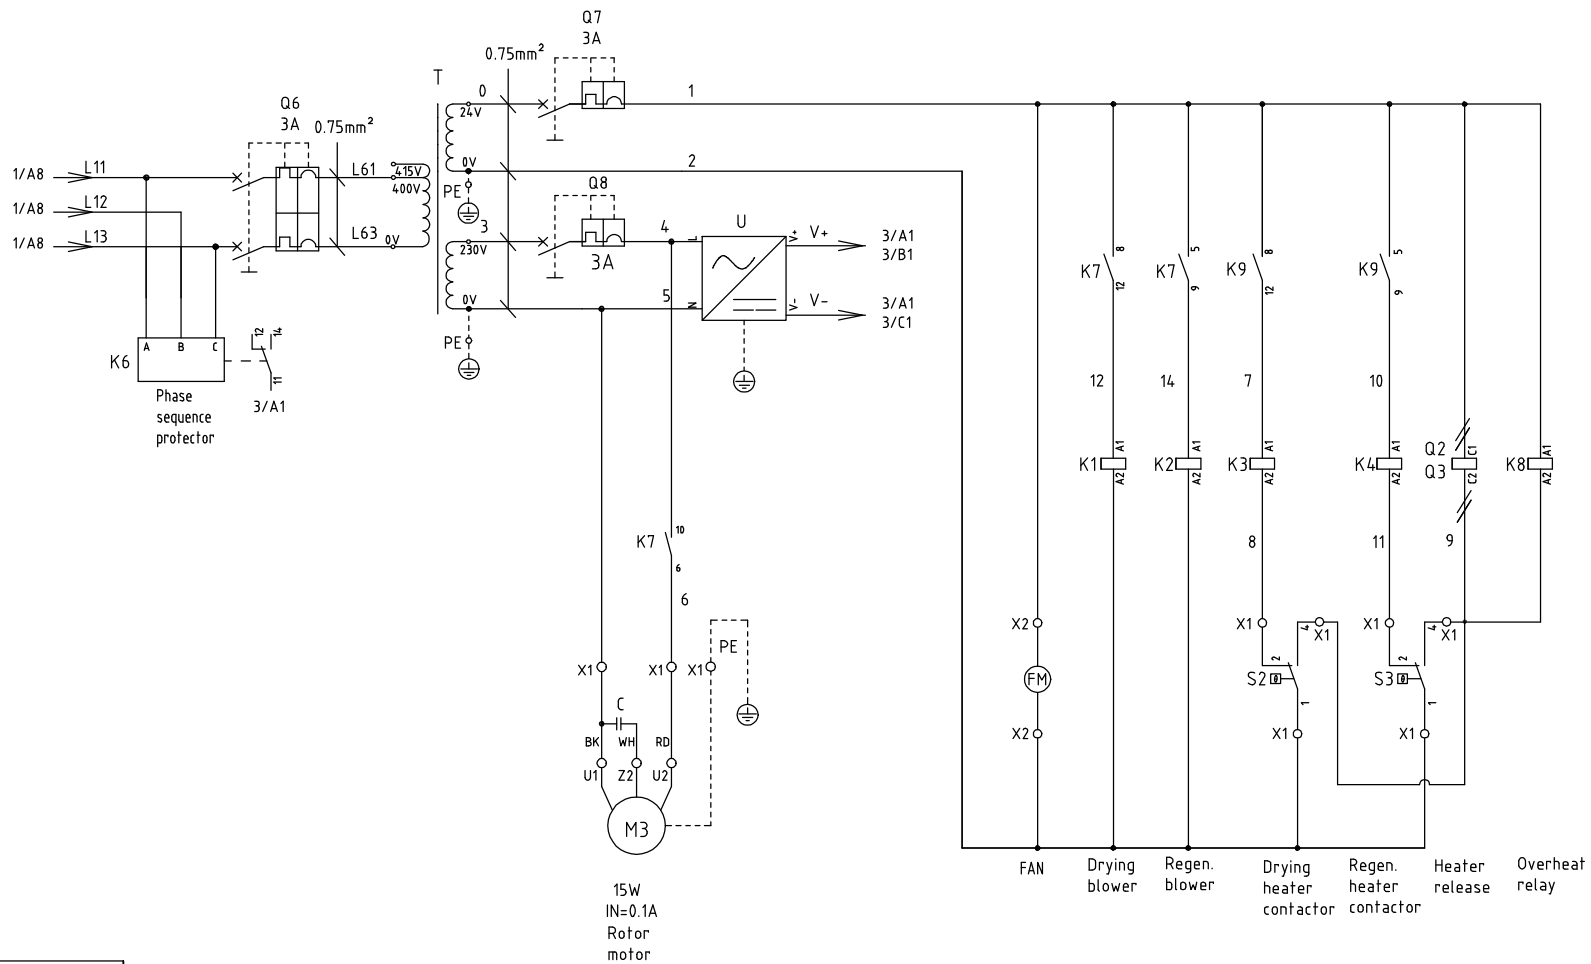 Q7
3A
0.75mm²
T
0
1
24V
Q6
3A
0.75mm²
1/A8
L11
L61
415V
400V
0V
2
PE
Q8
1/A8
L12
1/A8
L13
L63
0V
3
230V
4
3A
U
L
V+
V+
3/A1
3/B1
0V
5
N
V-
V-
3/A1
3/C1
PE
K6
A
B
C
12
14
11
3/A1
Phase
sequence
protector
K7
8
12
K7
5
9
K9
8
12
K9
5
9
12
14
7
10
K1
A1
A2
K2
A1
A2
K3
A1
A2
K4
A1
A2
Q2
Q3
C1
C2
K8
A1
A2
K7
10
6
6
8
11
9
X2
X1
4
X1
X1
4
X1
X1
X1
X1
PE
FM
S2
0
2
1
S3
0
2
1
C
X2
X1
X1
BK
WH
RD
U1
Z2
U2
M3
15W
IN=0.1A
Rotor
motor
FAN
Drying
blower
Regen.
blower
Drying
heater
contactor
Regen.
heater
contactor
Heater
release
Overheat
relay